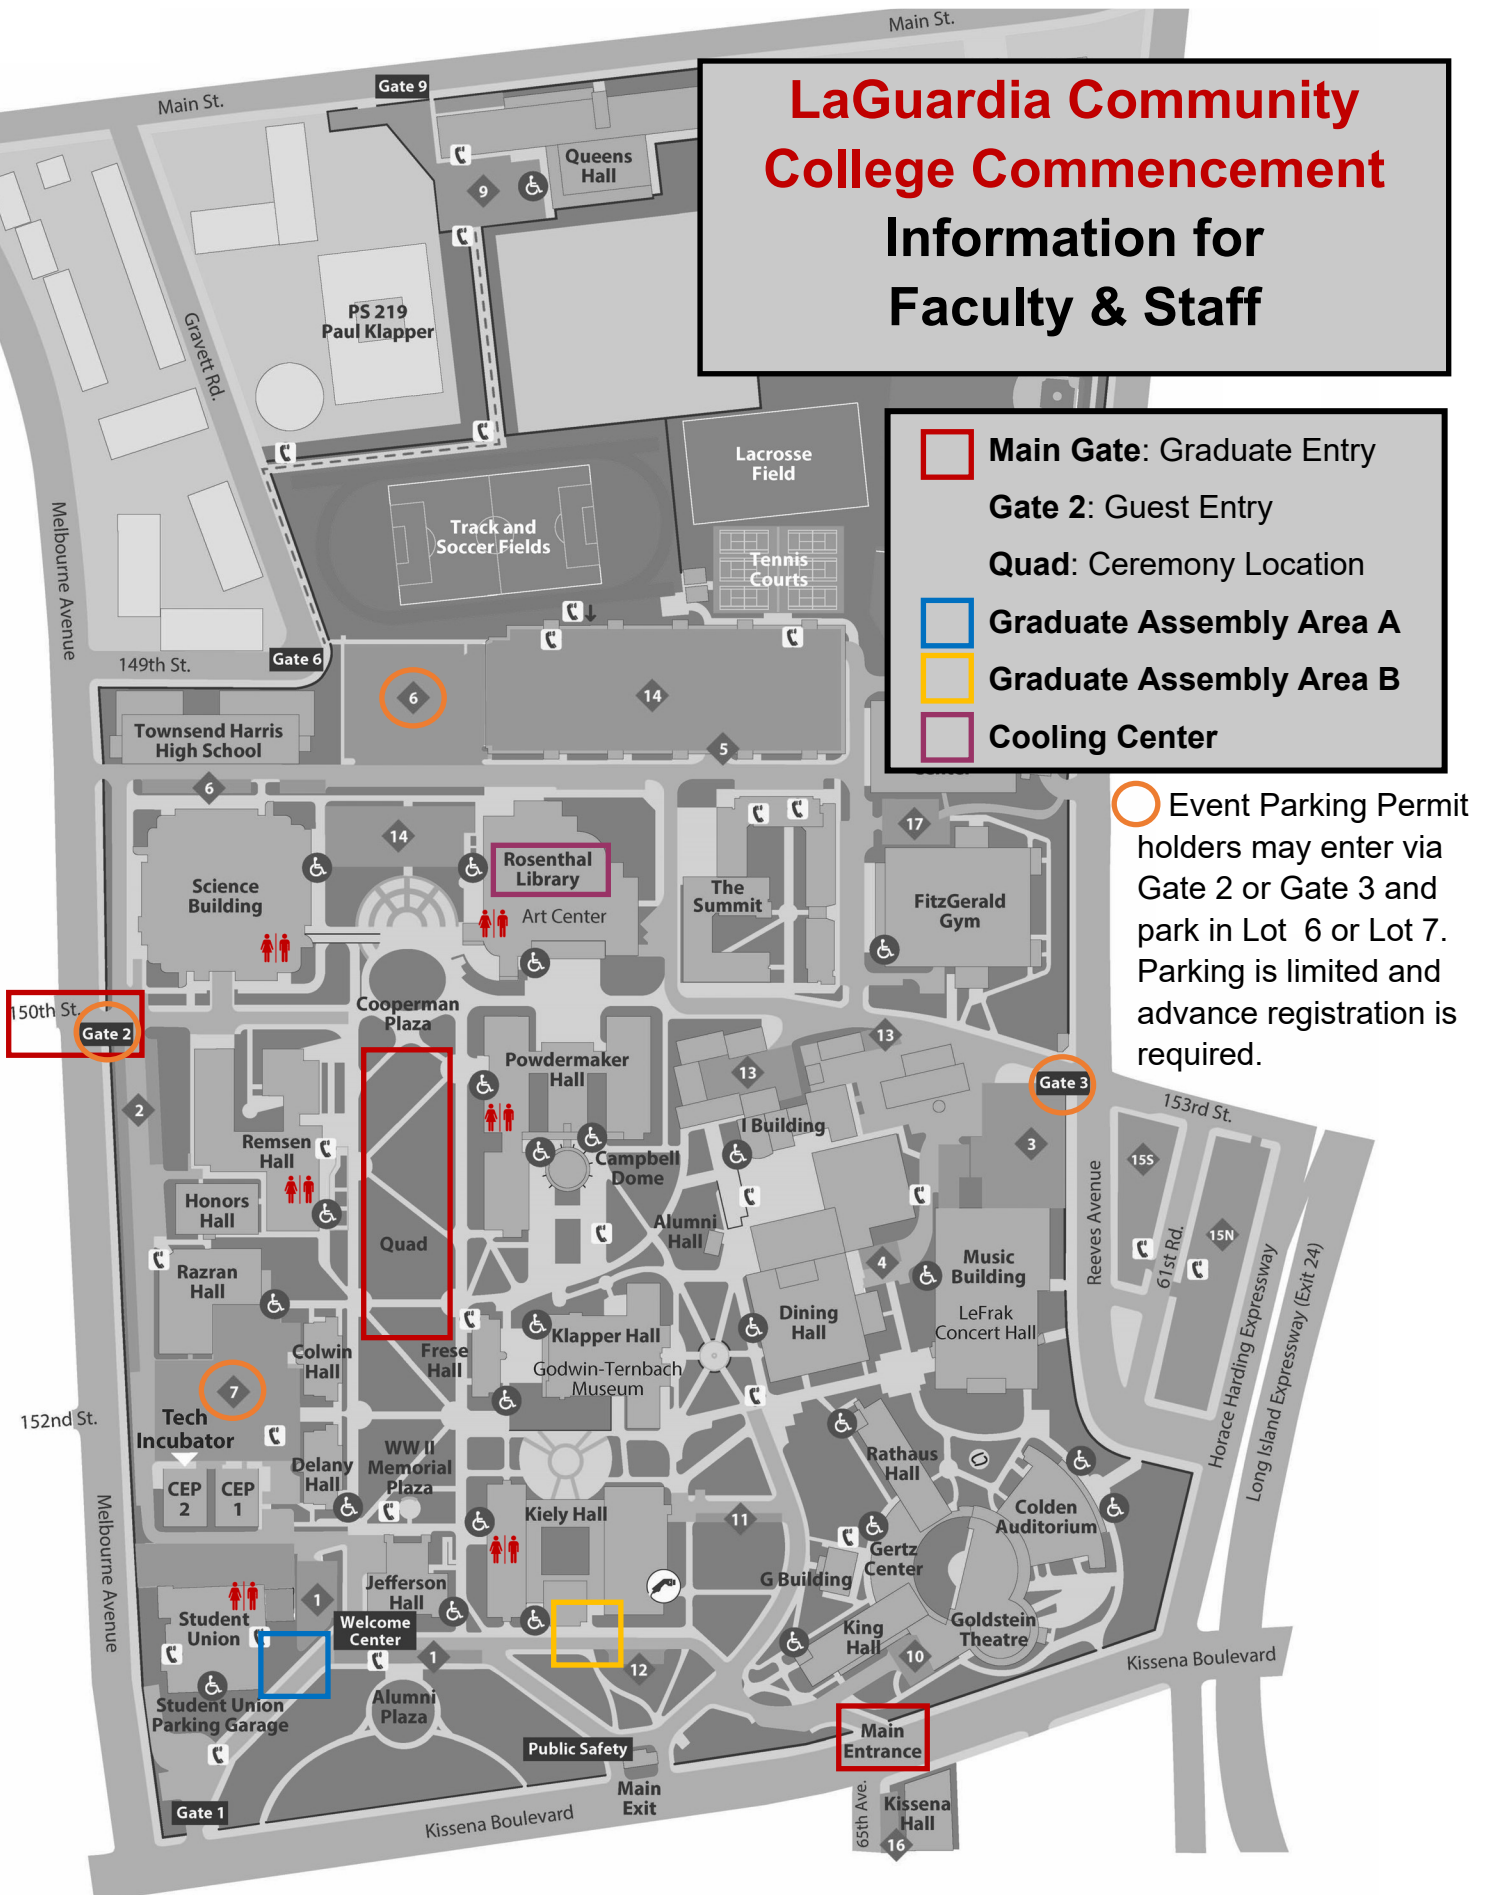 Main St.
Main St.
Gate 9
LaGuardia Community
College Commencement
Information for
Faculty & Staff
Queens
Hall
9
PS 219
Paul Klapper
Gravett Rd.
Main Gate: Graduate Entry
Gate 2: Guest Entry
Quad: Ceremony Location
Graduate Assembly Area A
Graduate Assembly Area B
Cooling Center
Lacrosse
Field
Track and
Soccer Fields
Tennis
Courts
Melbourne Avenue
149th St.
Gate 6
6
14
5
Townsend Harris
High School
6
Event Parking Permit
holders may enter via
Gate 2 or Gate 3 and
park in Lot 6 or Lot 7.
Parking is limited and
advance registration is
required.
14
17
Science
Building
Rosenthal
Library
Art Center
The
Summit
FitzGerald
Gym
150th St.
Gate 2
Cooperman
Plaza
Powdermaker
Hall
13
13
Gate 3
153rd St.
2
Remsen
Hall
I Building
3
15S
Campbell
Dome
Honors
Hall
Alumni
Hall
Quad
Reeves Avenue
61st Rd.
15N
Razran
Hall
4
Music
Building
LeFrak
Concert Hall
Dining
Hall
Colwin
Hall
Frese
Hall
Klapper Hall
Godwin-Ternbach
Museum
Horace Harding Expressway
Long Island Expressway (Exit 24)
7
152nd St.
Tech
Incubator
CEP
2
CEP
1
Delany
Hall
WW II
Memorial
Plaza
Rathaus
Hall
Kiely Hall
11
Colden
Auditorium
Melbourne Avenue
Gertz
Center
G Building
Jefferson
Hall
1
Student
Union
Welcome
Center
1
12
King
Hall
10
Goldstein
Theatre
Kissena Boulevard
Student Union
Parking Garage
Alumni
Plaza
Public Safety
Main
Entrance
Main
Exit
Gate 1
Kissena Boulevard
65th Ave.
Kissena
Hall
16